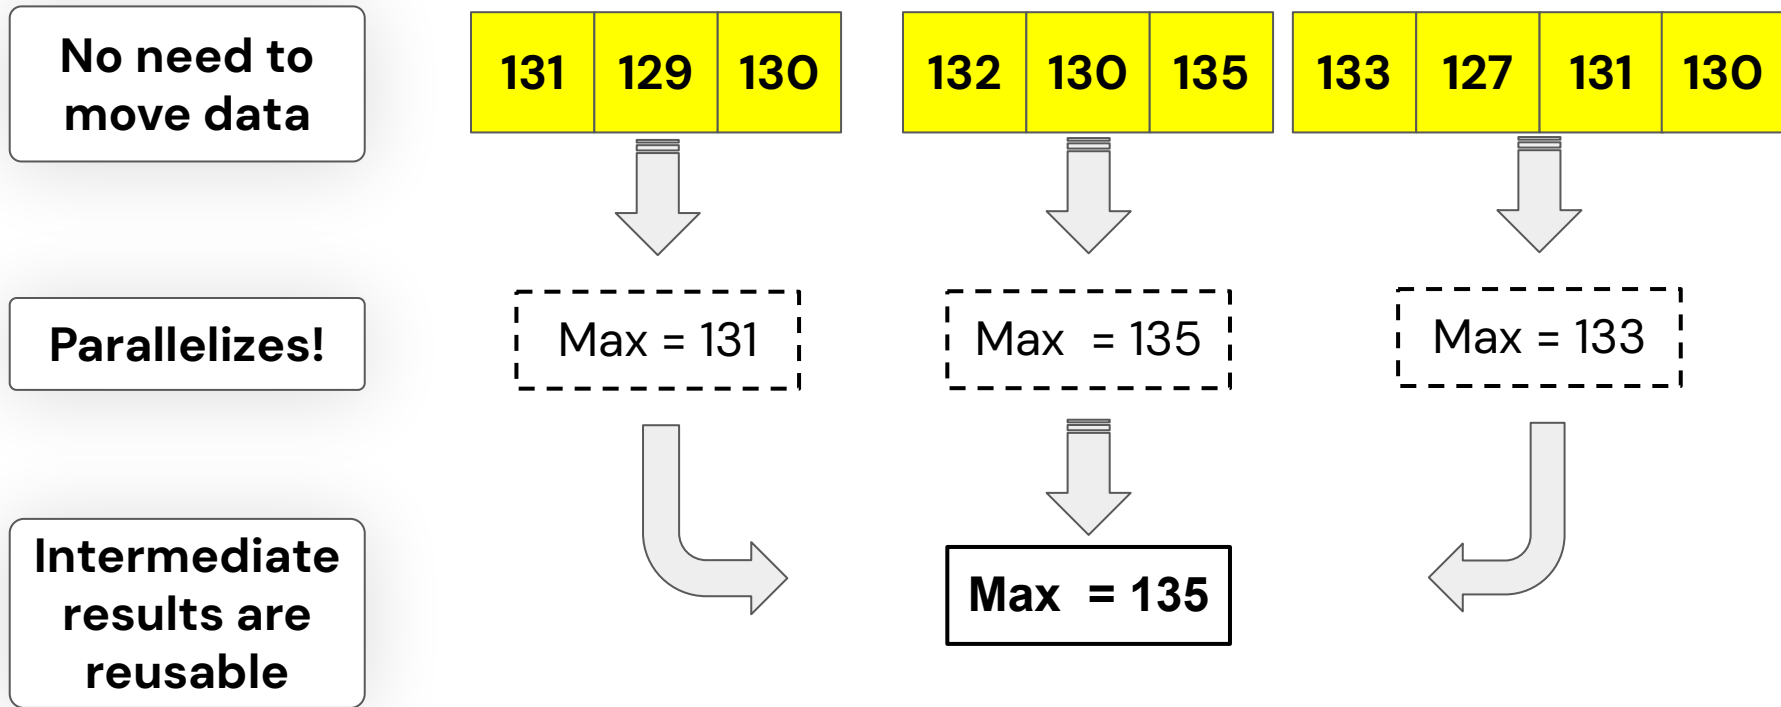 No need to
move data
131 129 130 132 130 135 133 127 131 130
Parallelizes!
Max = 131 Max = 135 Max = 133
Intermediate
results are
reusable
Max = 135